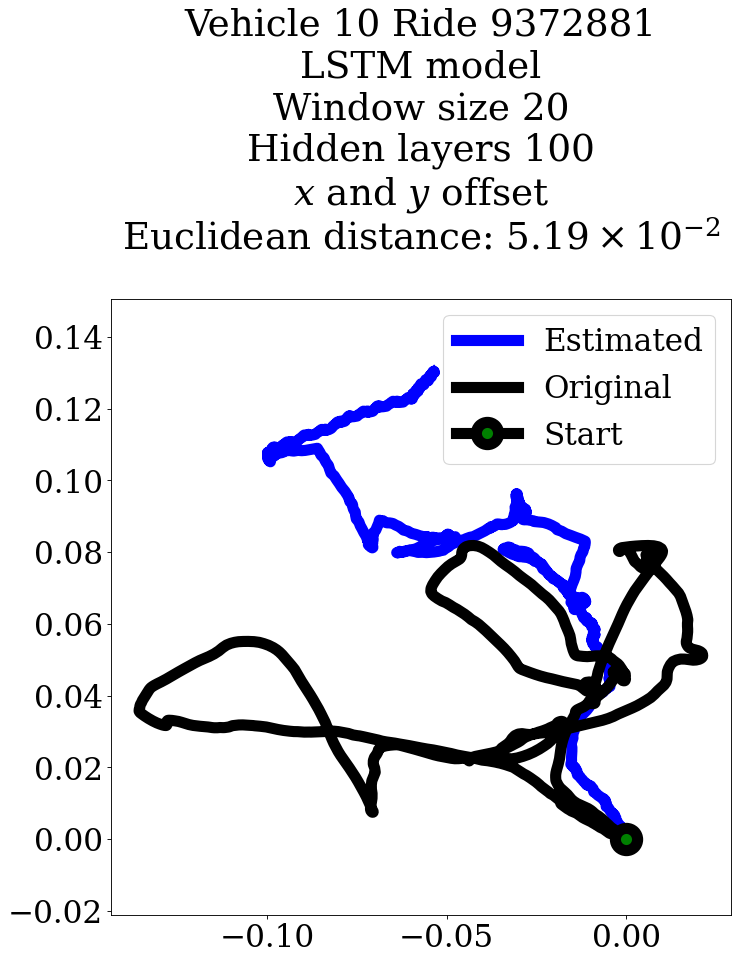 Vehicle 10 Ride 9372881
LSTM model
Window size 20
Hidden layers 100
x and y offset
Euclidean distance: 5.19 × 10⁻²
Estimated
Original
Start
0.14
0.12
0.10
0.08
0.06
0.04
0.02
0.00
−0.02
−0.10 −0.05 0.00